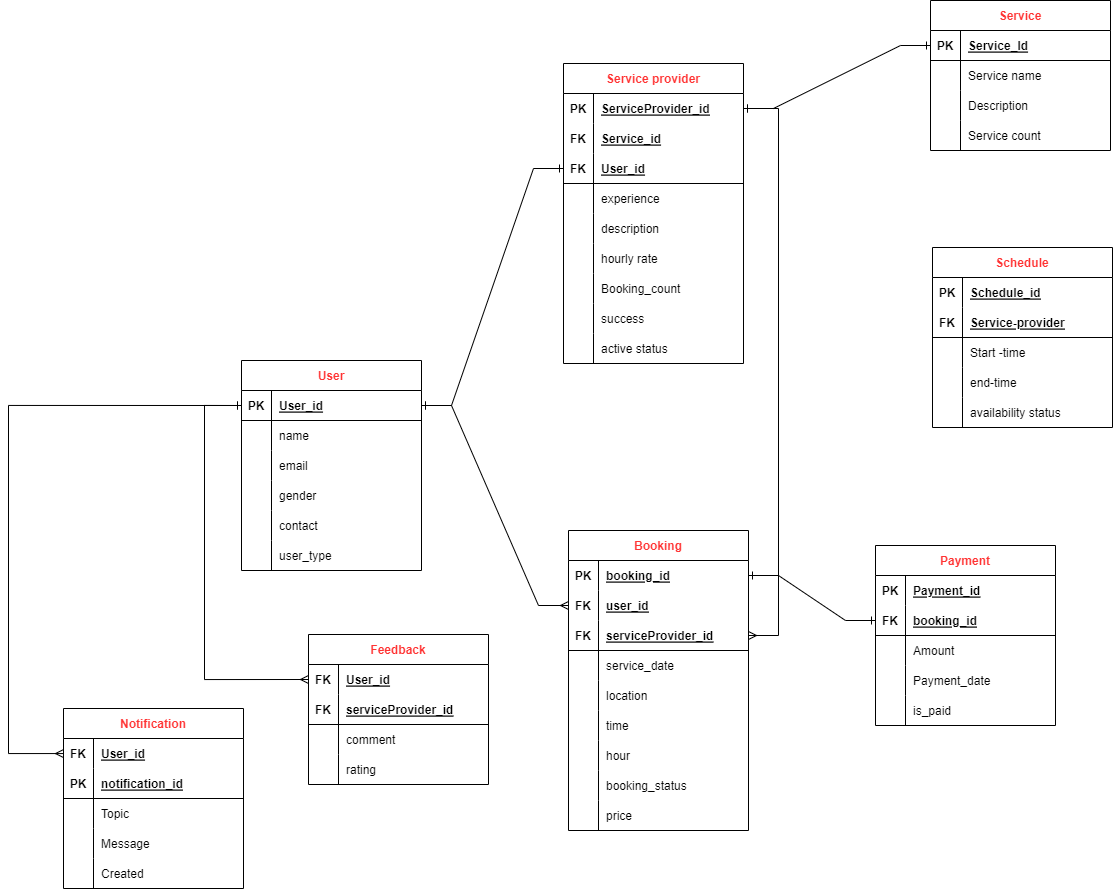 Service
PK Service_Id
Service name
Description
Service count
Service provider
PK ServiceProvider_id
FK Service_id
FK User_id
experience
description
hourly rate
Booking_count
success
active status
Schedule
PK Schedule_id
FK Service-provider
Start -time
end-time
availability status
User
PK User_id
name
email
gender
contact
user_type
Booking
PK booking_id
FK user_id
FK serviceProvider_id
service_date
location
time
hour
booking_status
price
Payment
PK Payment_id
FK booking_id
Amount
Payment_date
is_paid
Feedback
FK User_id
FK serviceProvider_id
comment
rating
Notification
FK User_id
PK notification_id
Topic
Message
Created